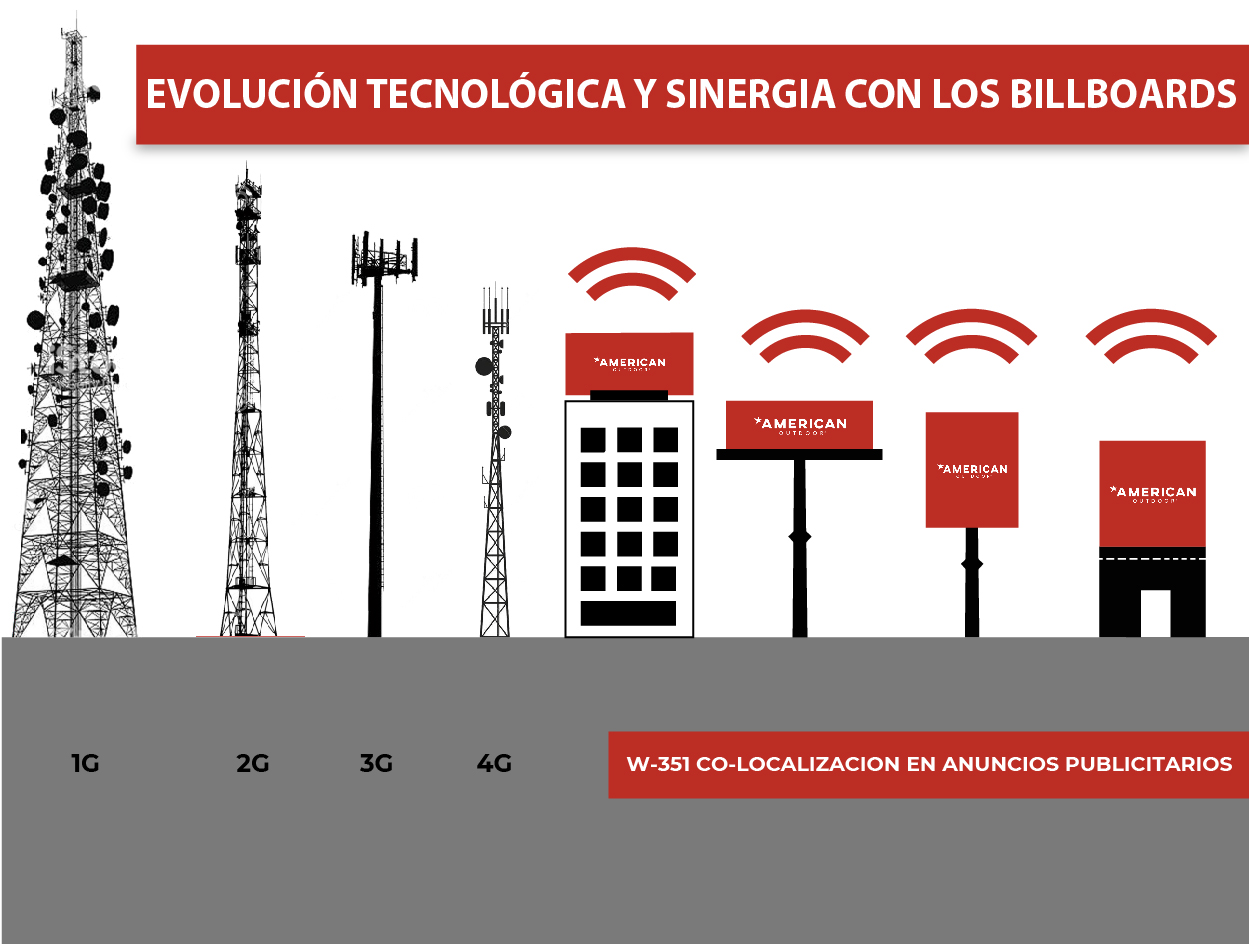 EVOLUCIÓN TECNOLÓGICA Y SINERGIA CON LOS BILLBOARDS
*AMERICAN
OUTDOOR
*AMERICAN
OUTDOOR
*AMERICAN
OUTDOOR
*AMERICAN
OUTDOOR
1G
2G
3G
4G
W-351 CO-LOCALIZACION EN ANUNCIOS PUBLICITARIOS